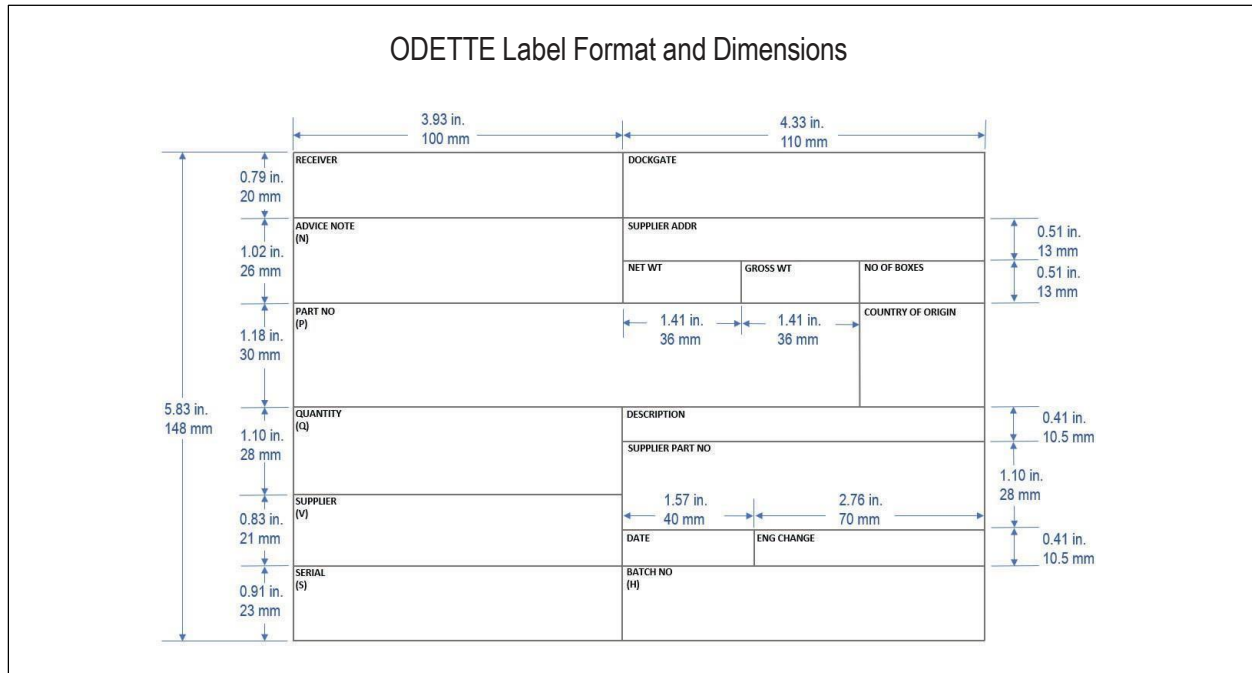 ODETTE Label Format and Dimensions
3.93 in.
100 mm
4.33 in.
110 mm
RECEIVER
DOCKGATE
0.79 in.
20 mm
ADVICE NOTE
(N)
SUPPLIER ADDR
1.02 in.
26 mm
0.51 in.
13 mm
NET WT
GROSS WT
NO OF BOXES
0.51 in.
13 mm
PART NO
(P)
COUNTRY OF ORIGIN
1.41 in.
36 mm
1.41 in.
36 mm
1.18 in.
30 mm
5.83 in.
148 mm
QUANTITY
(Q)
DESCRIPTION
0.41 in.
10.5 mm
1.10 in.
28 mm
SUPPLIER PART NO
1.10 in.
28 mm
SUPPLIER
(V)
1.57 in.
40 mm
2.76 in.
70 mm
0.83 in.
21 mm
DATE
ENG CHANGE
0.41 in.
10.5 mm
SERIAL
(S)
BATCH NO
(H)
0.91 in.
23 mm